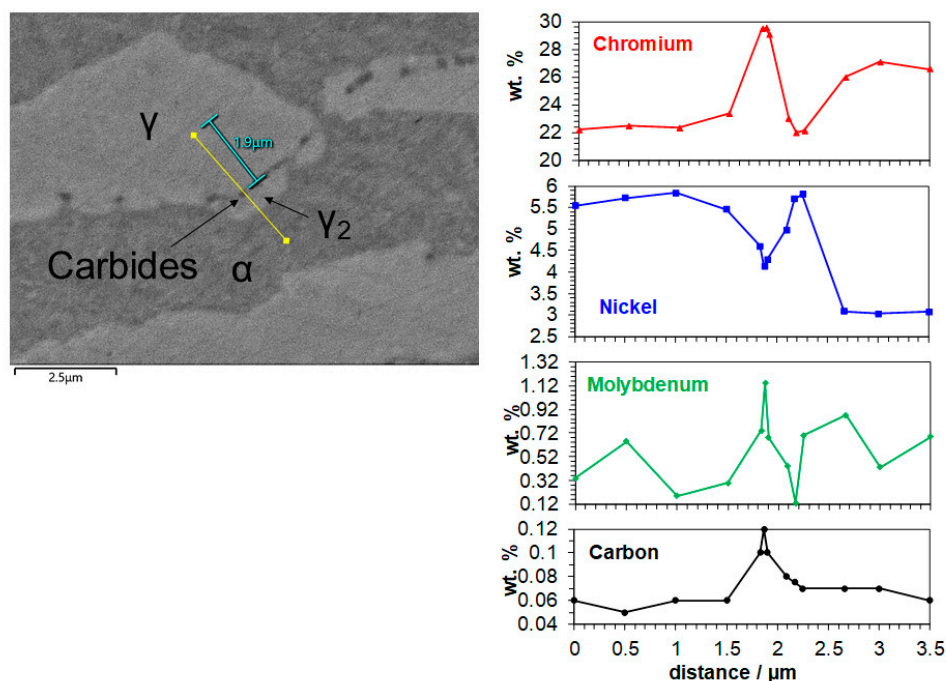 γ
1.9μm
γ2
Carbides
α
2.5μm
30
28
26
24
22
20
wt. %
Chromium
6
5.5
5
4.5
4
3.5
3
2.5
wt. %
Nickel
1.32
1.12
0.92
0.72
0.52
0.32
0.12
wt. %
Molybdenum
0.12
0.1
0.08
0.06
0.04
wt. %
Carbon
0 0.5 1 1.5 2 2.5 3 3.5
distance / μm